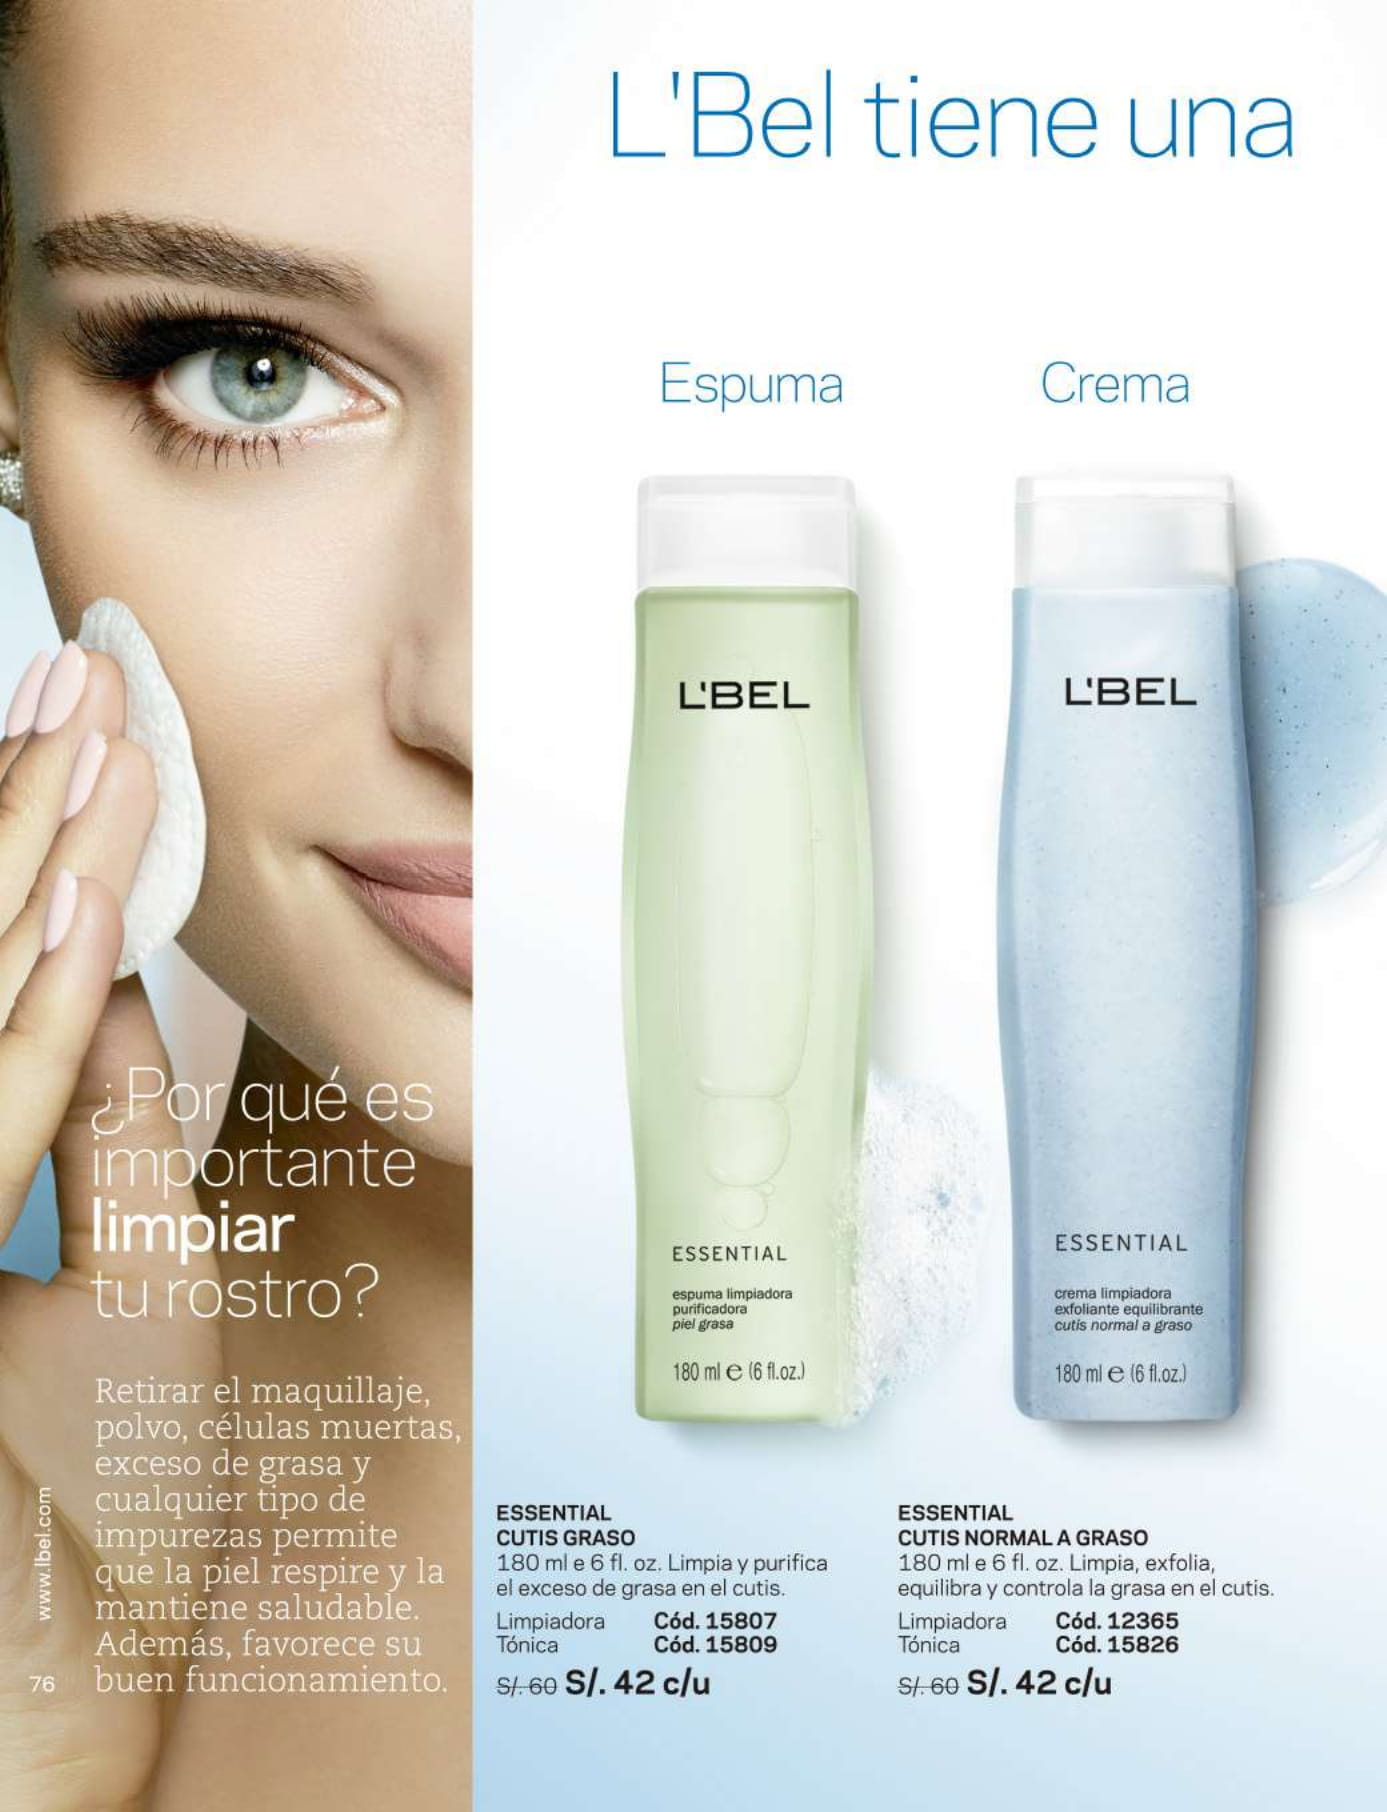 L'Bel tiene una
Espuma
Crema
L'BEL
ESSENTIAL
espuma limpiadora
purificadora
piel grasa
180 ml e (6 fl.oz.)
L'BEL
ESSENTIAL
crema limpiadora
exfoliante equilibrante
cutis normal a graso
180 ml e (6 fl.oz.)
¿Por qué es
importante
limpiar
tu rostro?
Retirar el maquillaje,
polvo, células muertas,
exceso de grasa y
cualquier tipo de
impurezas permite
que la piel respire y la
mantiene saludable.
Además, favorece su
buen funcionamiento.
www.lbel.com
76
ESSENTIAL
CUTIS GRASO
180 ml e 6 fl. oz. Limpia y purifica
el exceso de grasa en el cutis.
Limpiadora Cód. 15807
Tónica Cód. 15809
S/. 60 S/. 42 c/u
ESSENTIAL
CUTIS NORMAL A GRASO
180 ml e 6 fl. oz. Limpia, exfolia,
equilibra y controla la grasa en el cutis.
Limpiadora Cód. 12365
Tónica Cód. 15826
S/. 60 S/. 42 c/u